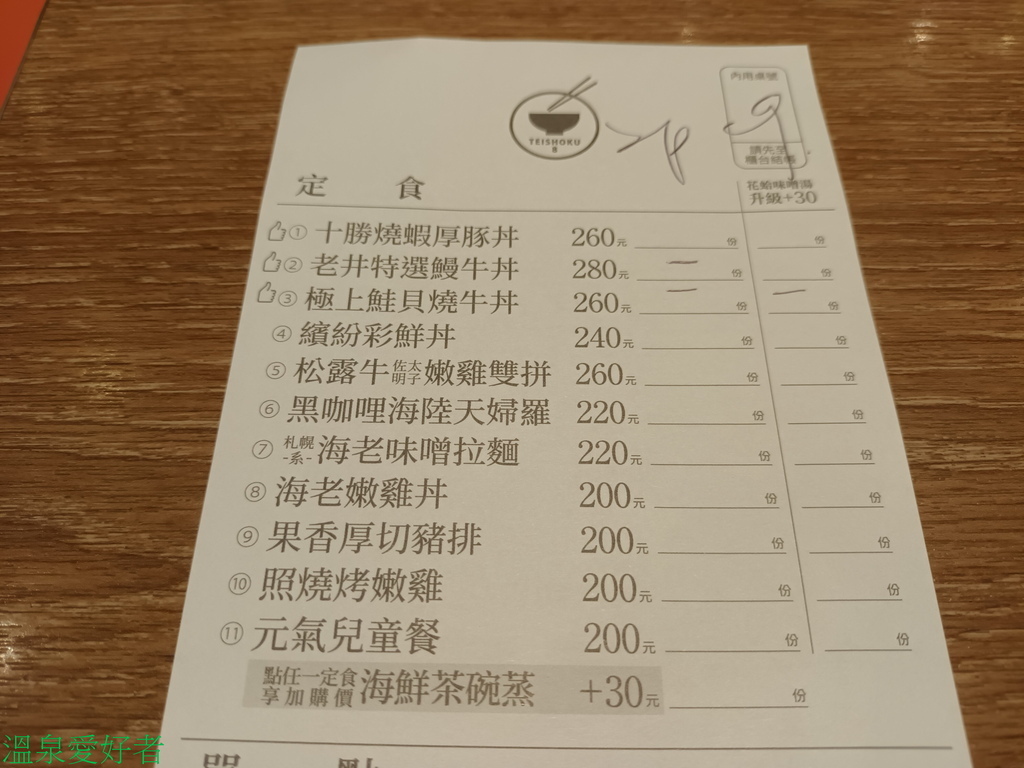 TEISHOKU
8
內用桌號
9
請先至
櫃台結帳
定 食
花蛤味噌湯
升級+30
① 十勝燒蝦厚豚丼 260元 份 份
② 老井特選鰻牛丼 280元 一 份 份
③ 極上鮭貝燒牛丼 260元 一 份 一 份
④ 繽紛彩鮮丼 240元 份 份
⑤ 松露牛佐太明子嫩雞雙拼 260元 份 份
⑥ 黑咖哩海陸天婦羅 220元 份 份
⑦ 札幌-系-海老味噌拉麵 220元 份 份
⑧ 海老嫩雞丼 200元 份 份
⑨ 果香厚切豬排 200元 份 份
⑩ 照燒烤嫩雞 200元 份 份
⑪ 元氣兒童餐 200元 份 份
點任一定食享加購價 海鮮茶碗蒸 +30元 份
單 點
溫泉愛好者